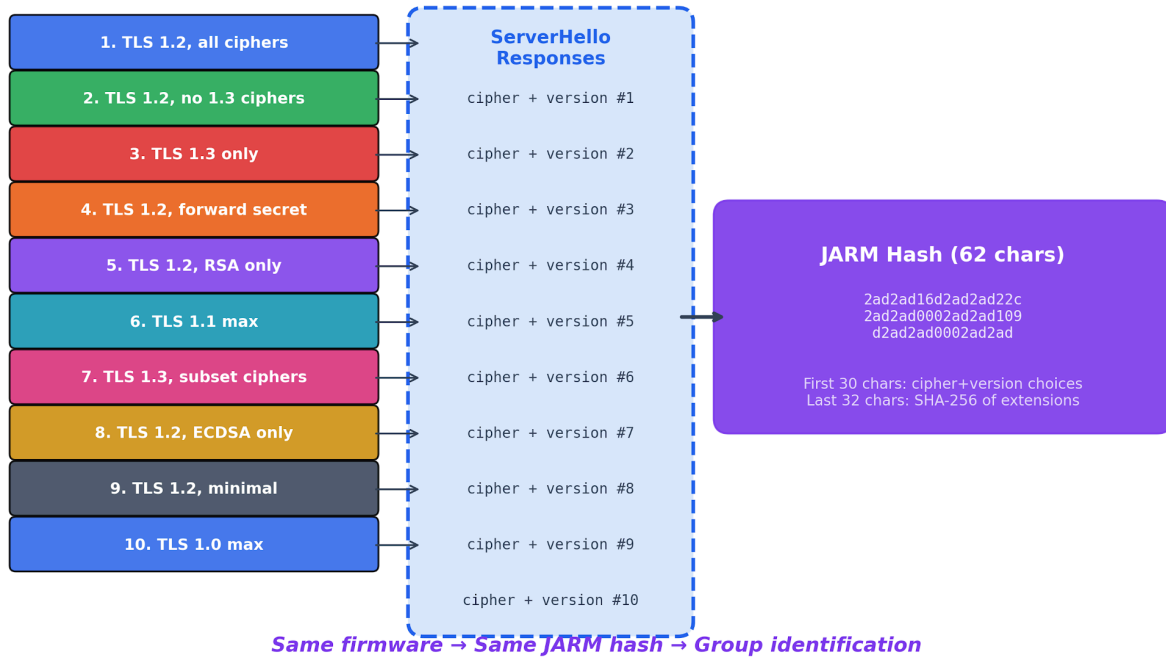 1. TLS 1.2, all ciphers
2. TLS 1.2, no 1.3 ciphers
3. TLS 1.3 only
4. TLS 1.2, forward secret
5. TLS 1.2, RSA only
6. TLS 1.1 max
7. TLS 1.3, subset ciphers
8. TLS 1.2, ECDSA only
9. TLS 1.2, minimal
10. TLS 1.0 max
ServerHello
Responses
cipher + version #1
cipher + version #2
cipher + version #3
cipher + version #4
cipher + version #5
cipher + version #6
cipher + version #7
cipher + version #8
cipher + version #9
cipher + version #10
JARM Hash (62 chars)
2ad2ad16d2ad2ad22c
2ad2ad0002ad2ad109
d2ad2ad0002ad2ad
First 30 chars: cipher+version choices
Last 32 chars: SHA-256 of extensions
Same firmware → Same JARM hash → Group identification